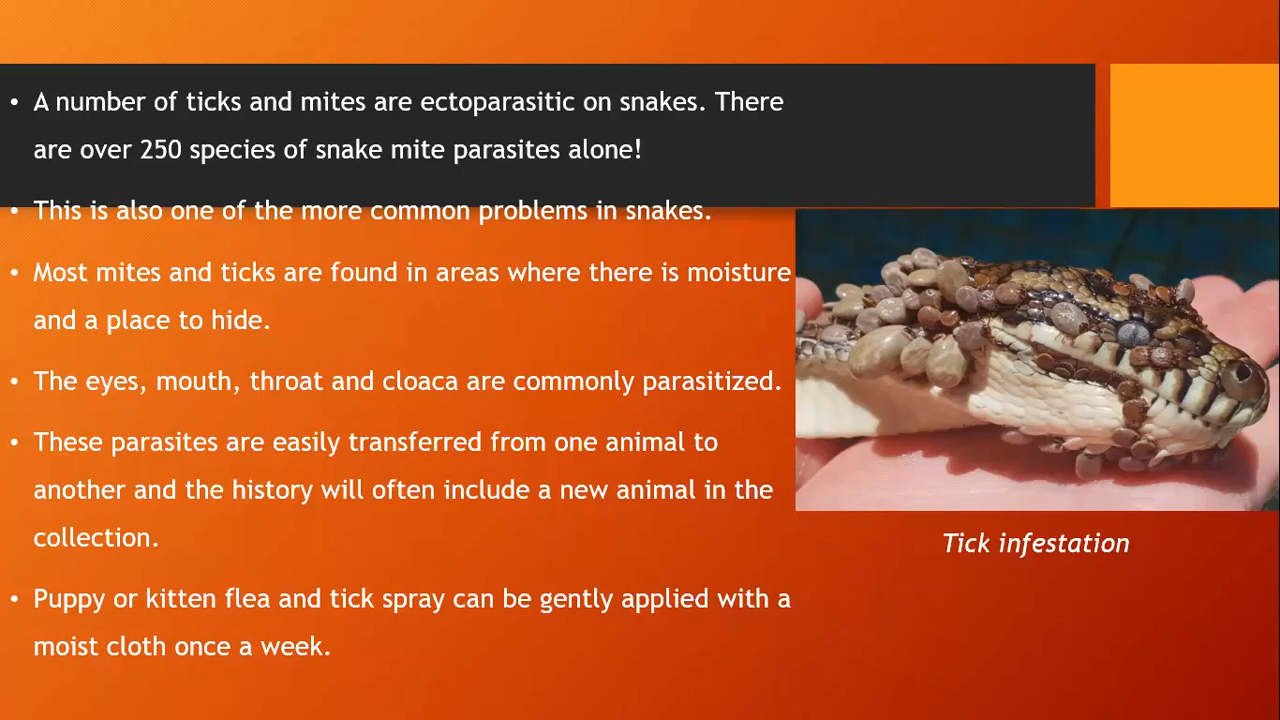 • A number of ticks and mites are ectoparasitic on snakes. There
are over 250 species of snake mite parasites alone!
• This is also one of the more common problems in snakes.
• Most mites and ticks are found in areas where there is moisture
and a place to hide.
• The eyes, mouth, throat and cloaca are commonly parasitized.
• These parasites are easily transferred from one animal to
another and the history will often include a new animal in the
collection.
• Puppy or kitten flea and tick spray can be gently applied with a
moist cloth once a week.
Tick infestation